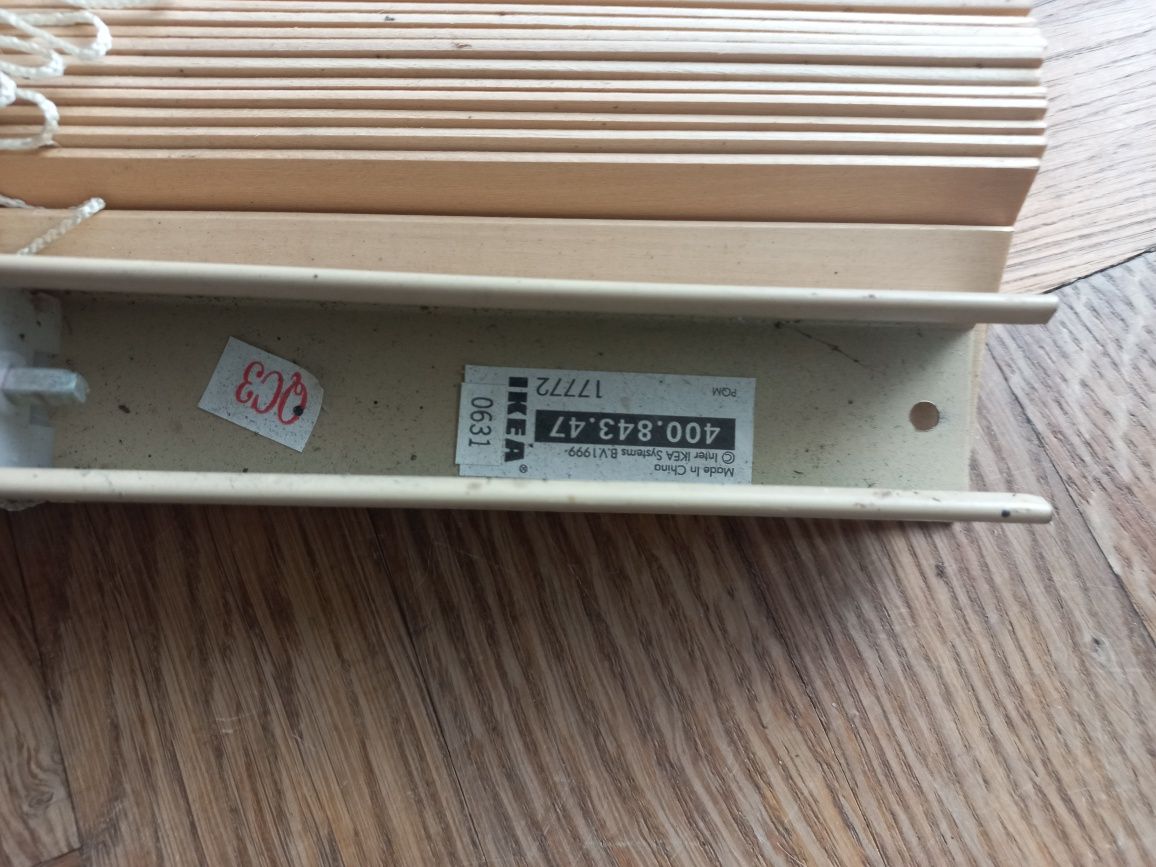 Made In China
© Inter IKEA Systems B.V.1999-
400.843.47
PQM
17772
IKEA®
0631
QC3